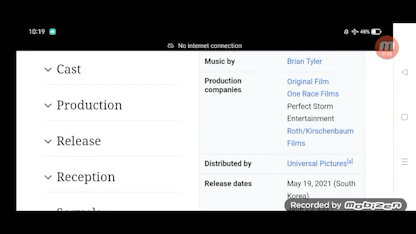 10:19
48%
No internet connection
Cast
Production
Release
Reception
Music by
Brian Tyler
Production
companies
Original Film
One Race Films
Perfect Storm
Entertainment
Roth/Kirschenbaum
Films
Distributed by
Universal Pictures[a]
Release dates
May 19, 2021 (South
Korea)
Recorded by Mobizen